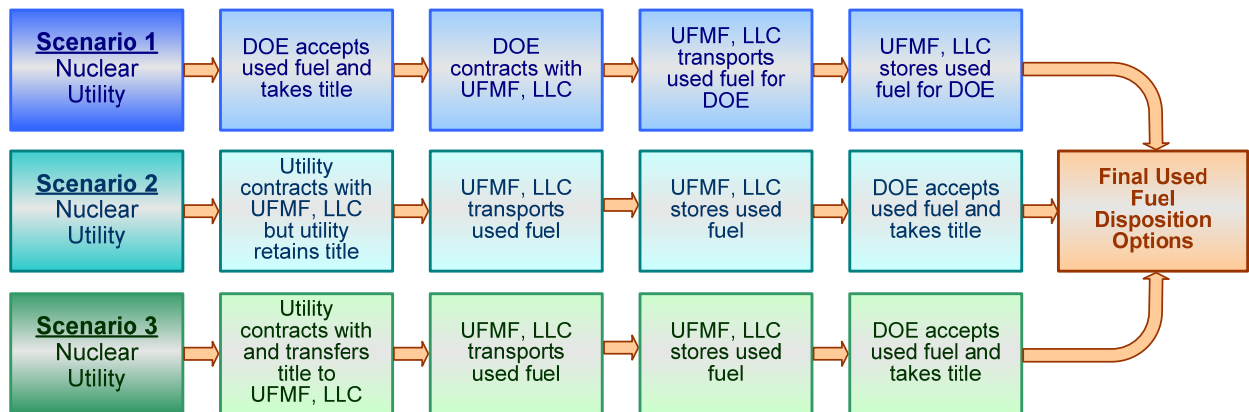 Scenario 1
Nuclear
Utility
DOE accepts
used fuel and
takes title
DOE
contracts with
UFMF, LLC
UFMF, LLC
transports
used fuel for
DOE
UFMF, LLC
stores used
fuel for DOE
Scenario 2
Nuclear
Utility
Utility
contracts with
UFMF, LLC
but utility
retains title
UFMF, LLC
transports
used fuel
UFMF, LLC
stores used
fuel
DOE accepts
used fuel and
takes title
Final Used
Fuel
Disposition
Options
Scenario 3
Nuclear
Utility
Utility
contracts with
and transfers
title to
UFMF, LLC
UFMF, LLC
transports
used fuel
UFMF, LLC
stores used
fuel
DOE accepts
used fuel and
takes title